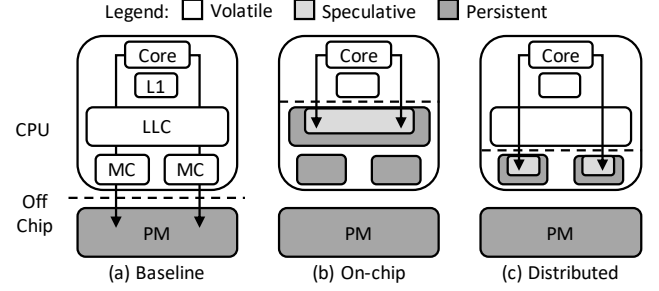 Legend: Volatile Speculative Persistent
Core Core Core
L1
CPU LLC
MC MC
Off
Chip
PM PM PM
(a) Baseline (b) On-chip (c) Distributed